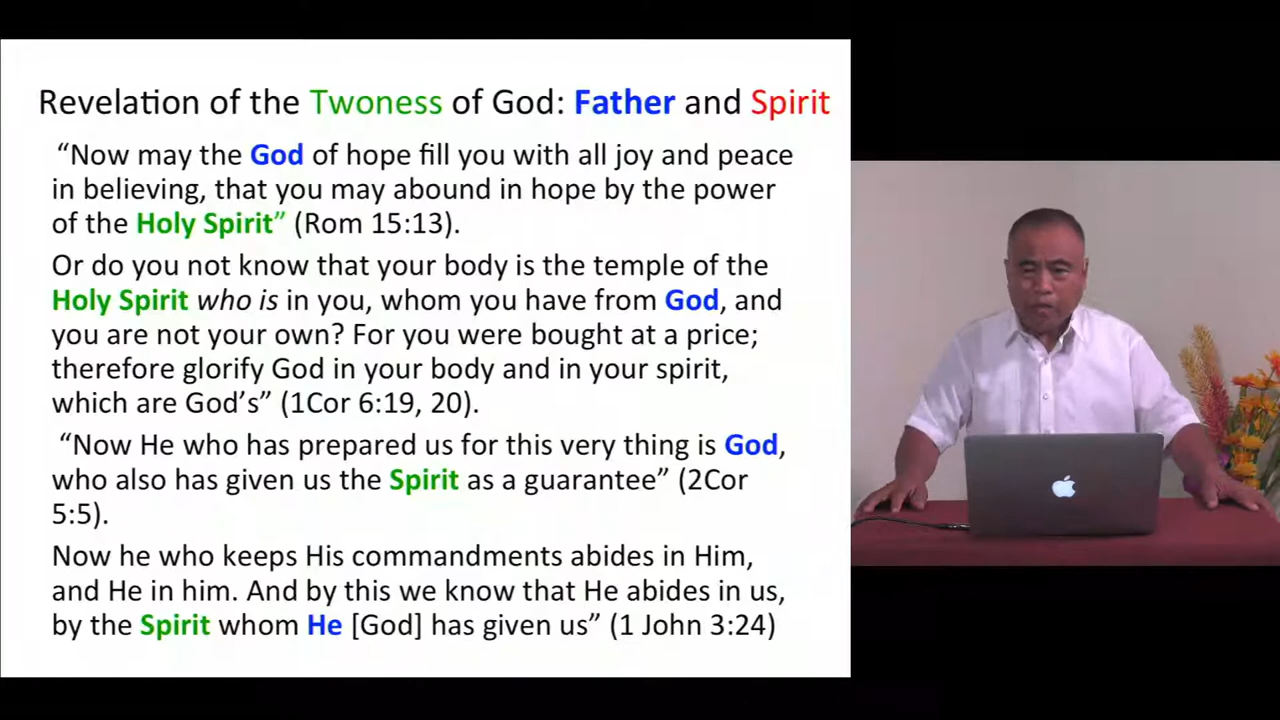 Revelation of the Twoness of God: Father and Spirit
“Now may the God of hope fill you with all joy and peace
in believing, that you may abound in hope by the power
of the Holy Spirit” (Rom 15:13).
Or do you not know that your body is the temple of the
Holy Spirit who is in you, whom you have from God, and
you are not your own? For you were bought at a price;
therefore glorify God in your body and in your spirit,
which are God’s” (1Cor 6:19, 20).
“Now He who has prepared us for this very thing is God,
who also has given us the Spirit as a guarantee” (2Cor
5:5).
Now he who keeps His commandments abides in Him,
and He in him. And by this we know that He abides in us,
by the Spirit whom He [God] has given us” (1 John 3:24)